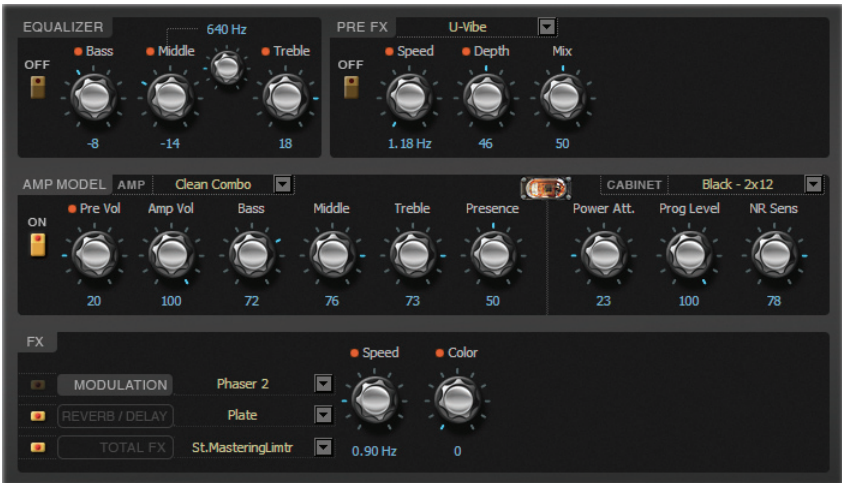 EQUALIZER 640 Hz
OFF Bass Middle Treble
-8 -14 18
PRE FX U-Vibe
OFF Speed Depth Mix
1.18 Hz 46 50
AMP MODEL AMP Clean Combo CABINET Black - 2x12
ON Pre Vol Amp Vol Bass Middle Treble Presence Power Att. Prog Level NR Sens
20 100 72 76 73 50 23 100 78
FX
Speed Color
MODULATION Phaser 2
REVERB / DELAY Plate
TOTAL FX St.MasteringLimtr
0.90 Hz 0